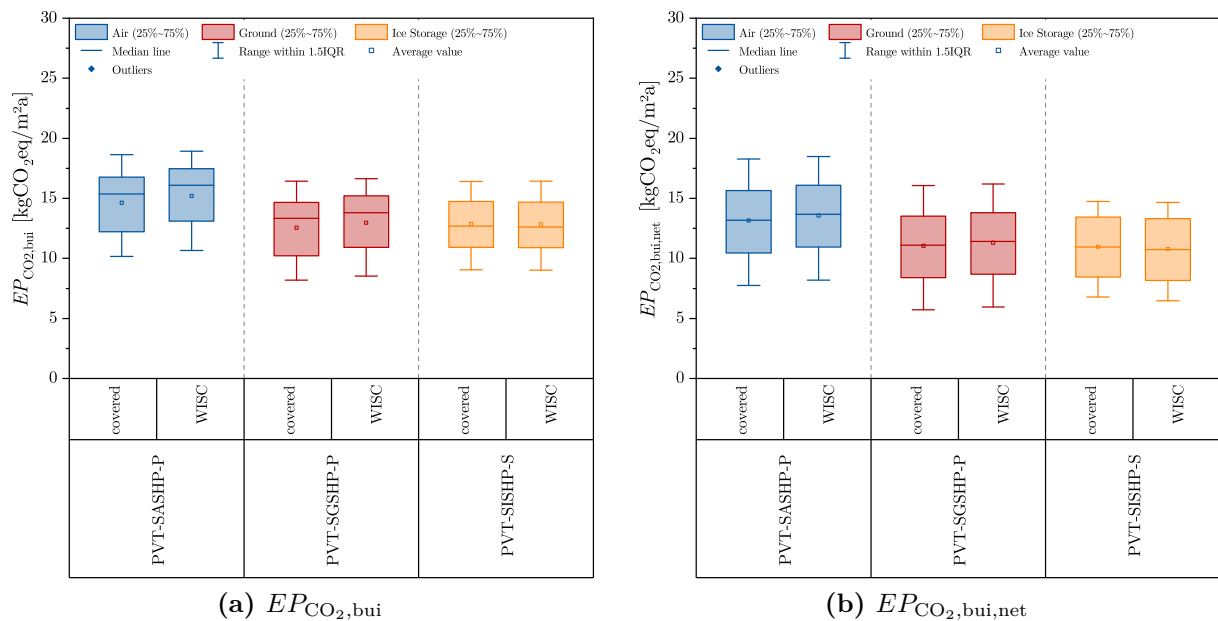 Air (25%~75%) Ground (25%~75%) Ice Storage (25%~75%)
Median line Range within 1.5IQR Average value
Outliers
30
25
20
15
10
5
0
EP_CO2,bui [kgCO₂eq/m²a]
covered WISC covered WISC covered WISC
PVT-SASHP-P PVT-SGSHP-P PVT-SISHP-S
(a) EP_CO₂,bui
Air (25%~75%) Ground (25%~75%) Ice Storage (25%~75%)
Median line Range within 1.5IQR Average value
Outliers
30
25
20
15
10
5
0
EP_CO2,bui,net [kgCO₂eq/m²a]
covered WISC covered WISC covered WISC
PVT-SASHP-P PVT-SGSHP-P PVT-SISHP-S
(b) EP_CO₂,bui,net